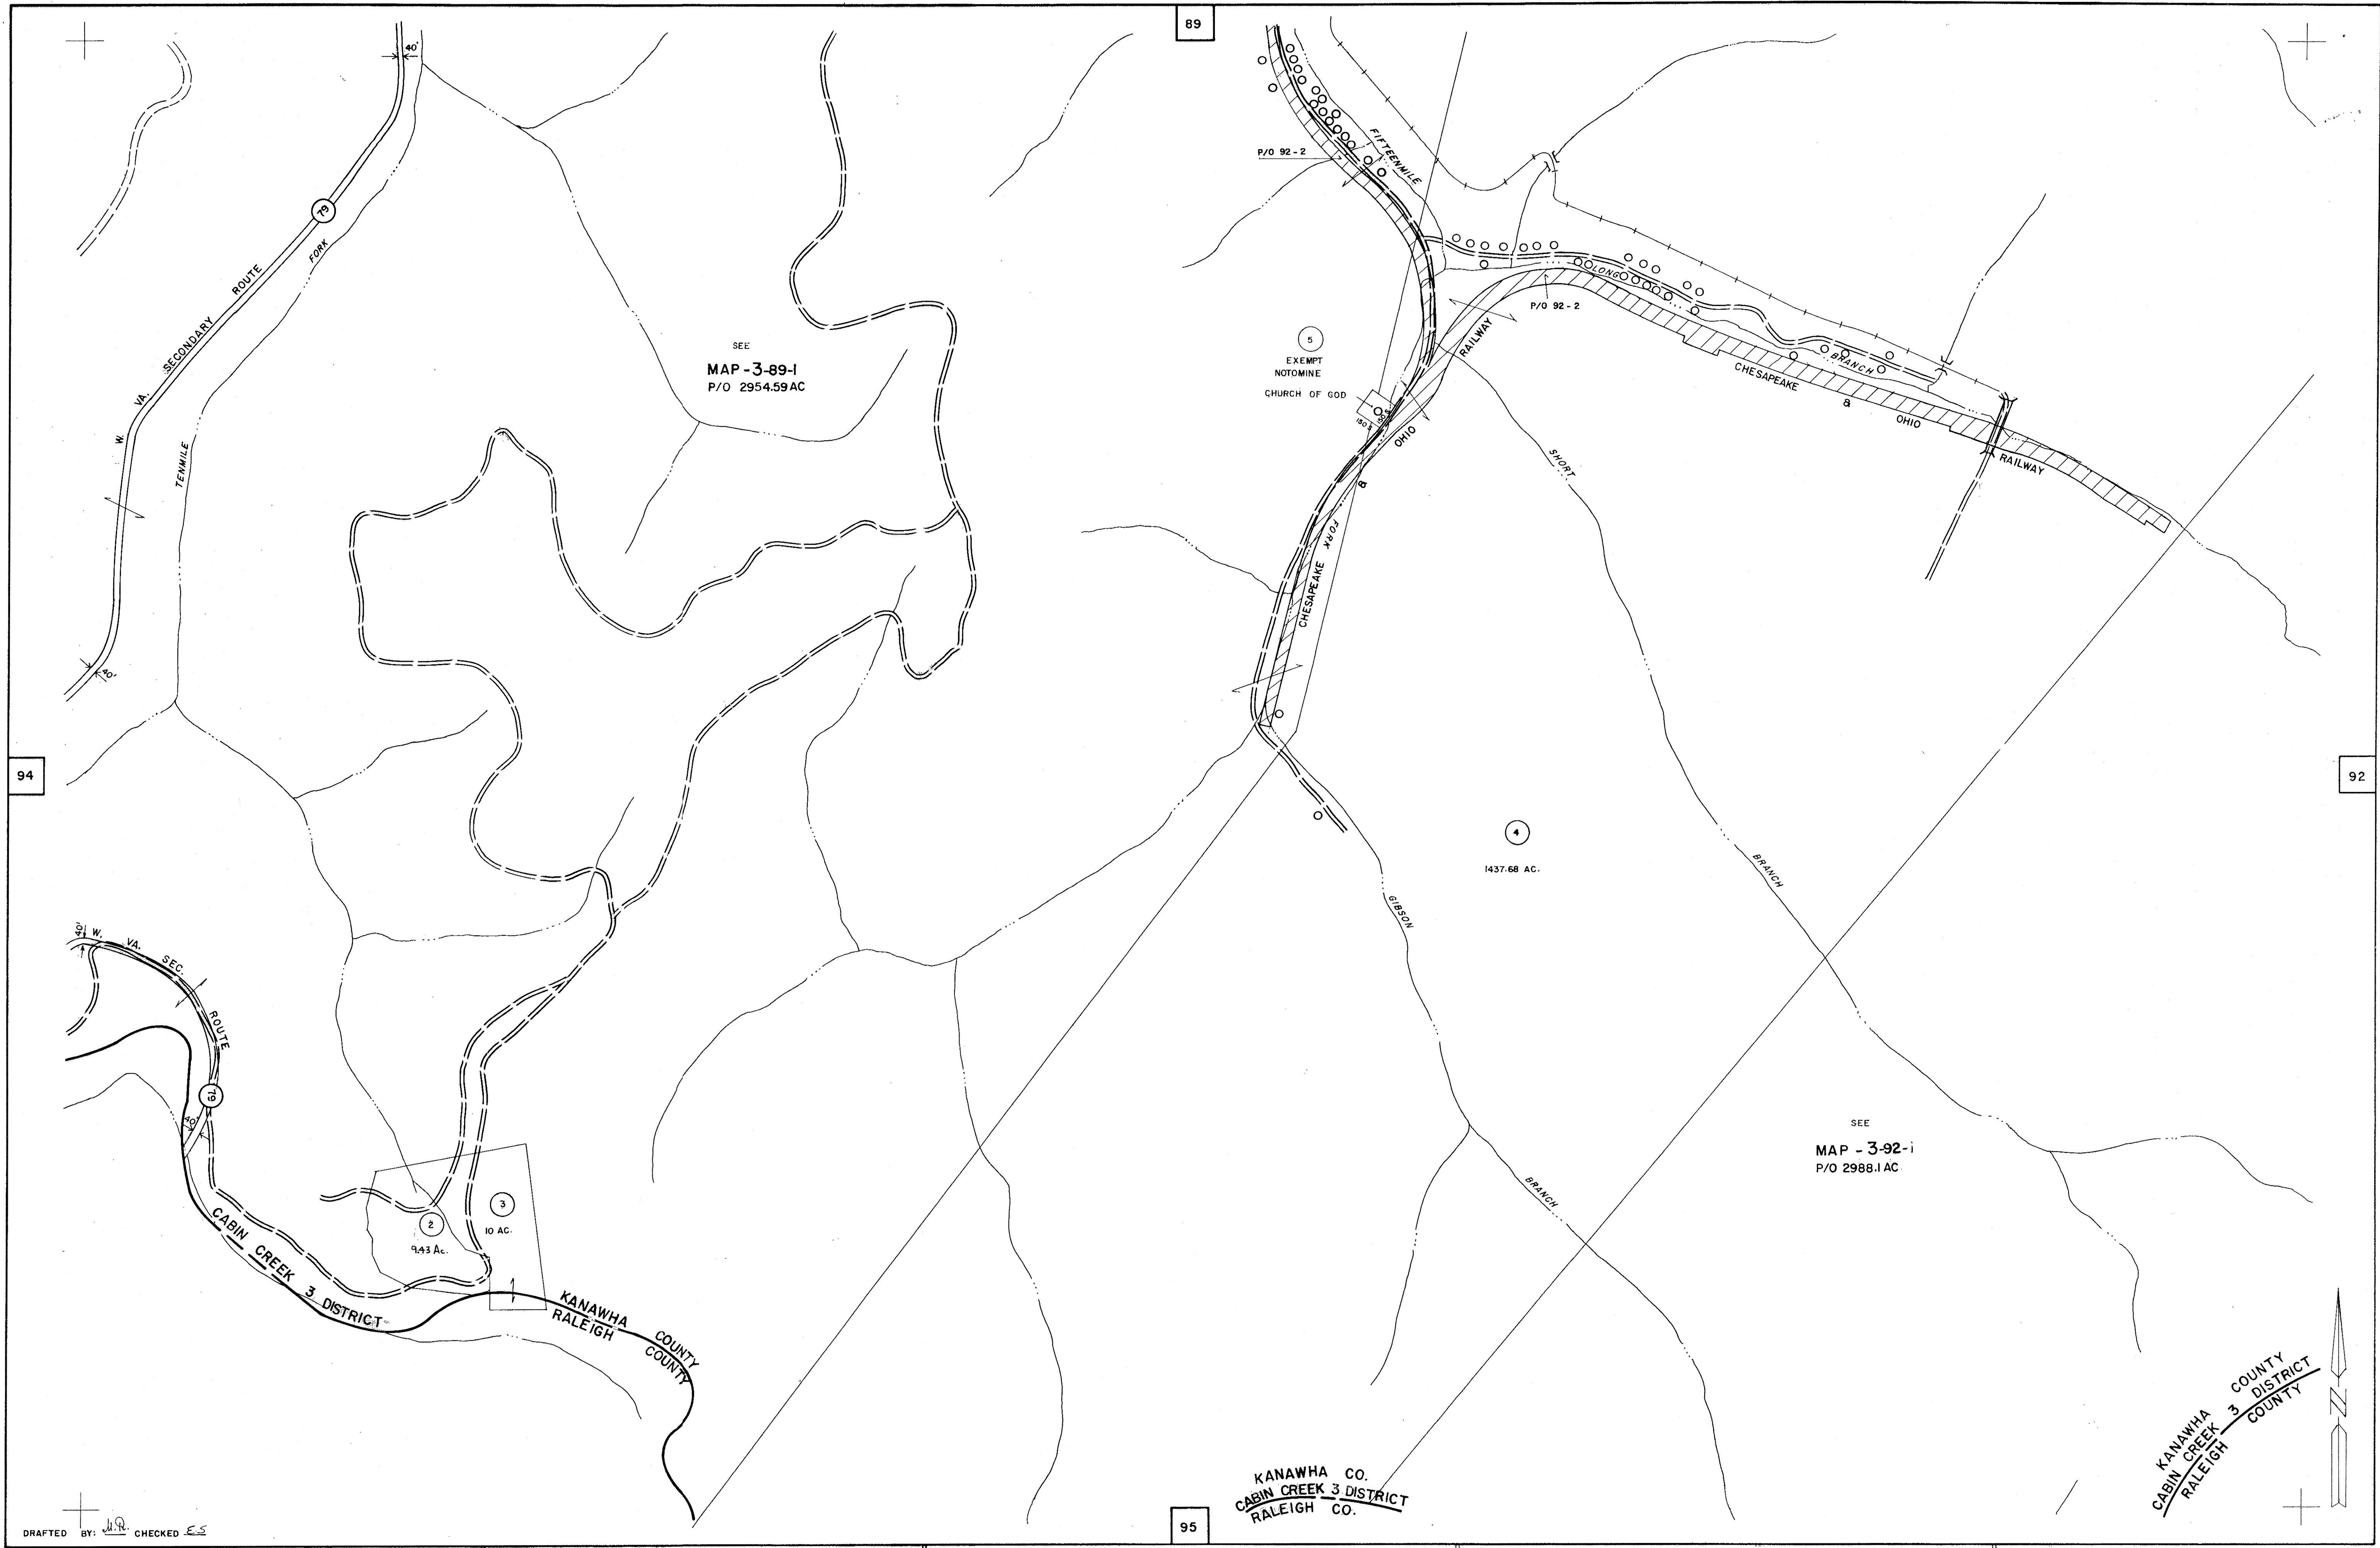 89
40'
79
W. VA. SECONDARY ROUTE
TENMILE FORK
40'
SEE
MAP-3-89-1
P/O 2954.59 AC
P/O 92-2
FIFTEENMILE FORK
LONG BRANCH
P/O 92-2
5
EXEMPT
NOTOMINE
CHURCH OF GOD
150'
150'
CHESAPEAKE & OHIO RAILWAY
CHESAPEAKE & OHIO RAILWAY
SHORT BRANCH
94
92
4
1437.68 AC.
GIBSON BRANCH
40'
W. VA. SEC. ROUTE
79
40'
SEE
MAP - 3-92-1
P/O 2988.1 AC
3
10 AC.
2
9.43 Ac.
CABIN CREEK 3 DISTRICT
KANAWHA COUNTY
RALEIGH COUNTY
KANAWHA COUNTY
CABIN CREEK 3 DISTRICT
RALEIGH COUNTY
N
KANAWHA CO.
CABIN CREEK 3 DISTRICT
RALEIGH CO.
95
DRAFTED BY: M.R. CHECKED E.S